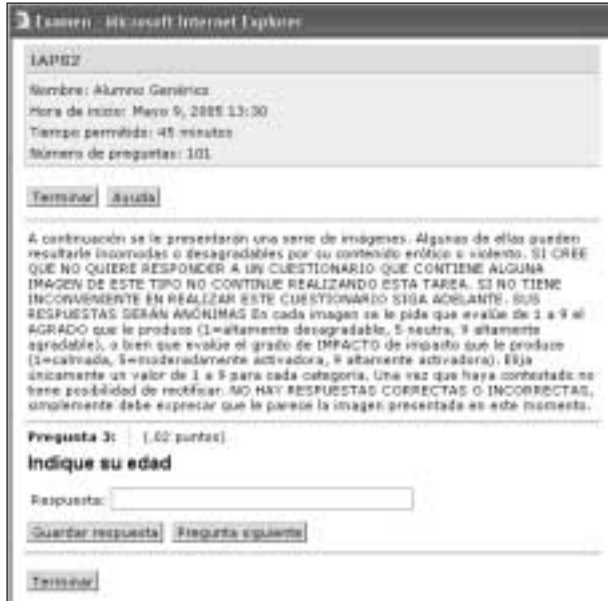 Examen - Microsoft Internet Explorer
IAPS2
Nombre: Alumno Genérico
Hora de inicio: Mayo 9, 2005 13:30
Tiempo permitido: 45 minutos
Número de preguntas: 101
Terminar Ayuda
A continuación se le presentarán una serie de imágenes. Algunas de ellas pueden
resultarle incomodas o desagradables por su contenido erótico o violento. SI CREE
QUE NO QUIERE RESPONDER A UN CUESTIONARIO QUE CONTIENE ALGUNA
IMAGEN DE ESTE TIPO NO CONTINUE REALIZANDO ESTA TAREA. SI NO TIENE
INCONVENIENTE EN REALIZAR ESTE CUESTIONARIO SIGA ADELANTE. SUS
RESPUESTAS SERÁN ANÓNIMAS En cada imagen se le pide que evalúe de 1 a 9 el
AGRADO que le produce (1=altamente desagradable, 5 neutra, 9 altamente
agradable), o bien que evalúe el grado de IMPACTO de impacto que le produce
(1=calmada, 5=moderadamente activadora, 9 altamente activadora). Elija
únicamente un valor de 1 a 9 para cada categoría. Una vez que haya contestado no
tiene posibilidad de rectificar. NO HAY RESPUESTAS CORRECTAS O INCORRECTAS,
simplemente debe expresar que le parece la imagen presentada en este momento.
Pregunta 3: (.02 puntos)
Indique su edad
Respuesta:
Guardar respuesta Pregunta siguiente
Terminar